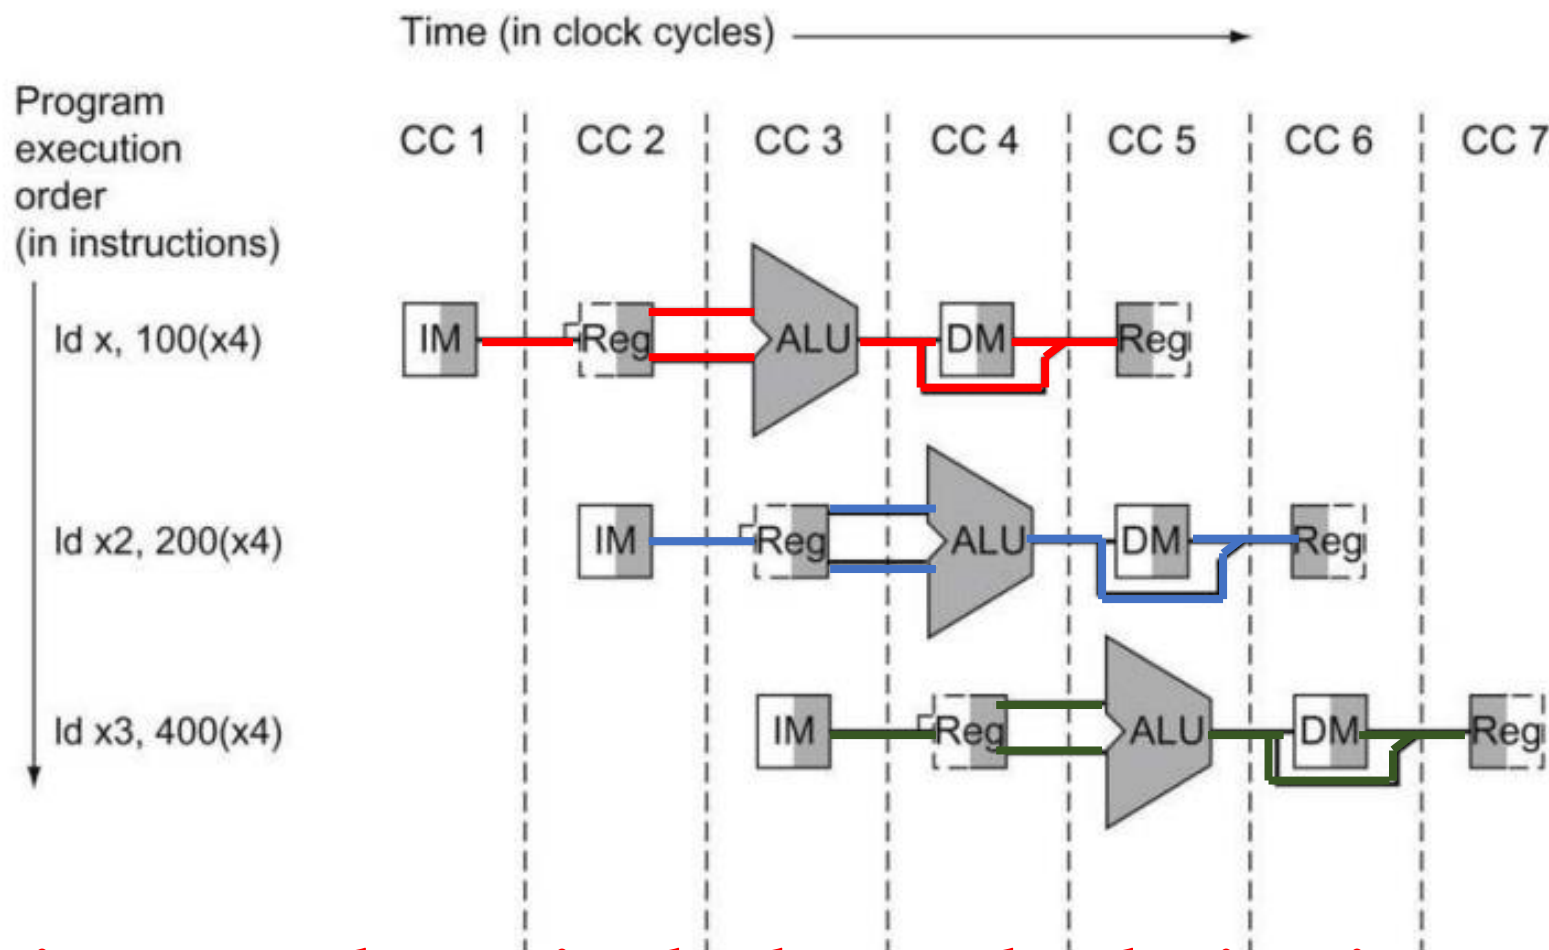 Time (in clock cycles)
Program
execution
order
(in instructions)
CC 1 CC 2 CC 3 CC 4 CC 5 CC 6 CC 7
ld x, 100(x4)
IM Reg ALU DM Reg
ld x2, 200(x4)
IM Reg ALU DM Reg
ld x3, 400(x4)
IM Reg ALU DM Reg